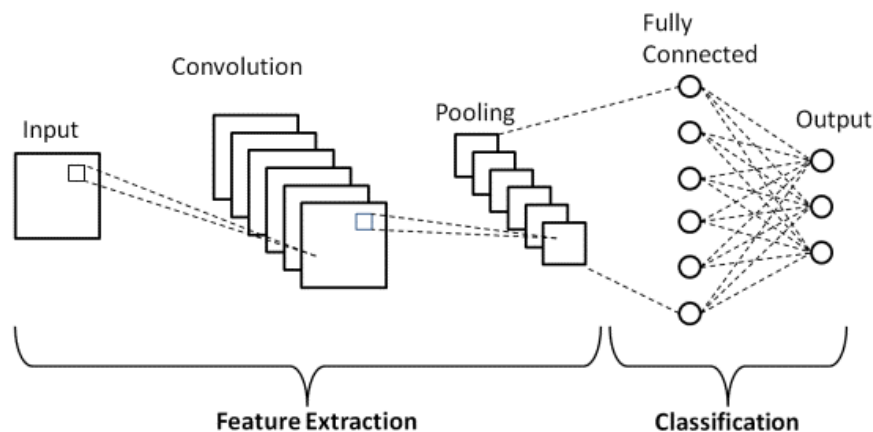 Input
Convolution
Pooling
Fully
Connected
Output
Feature Extraction
Classification